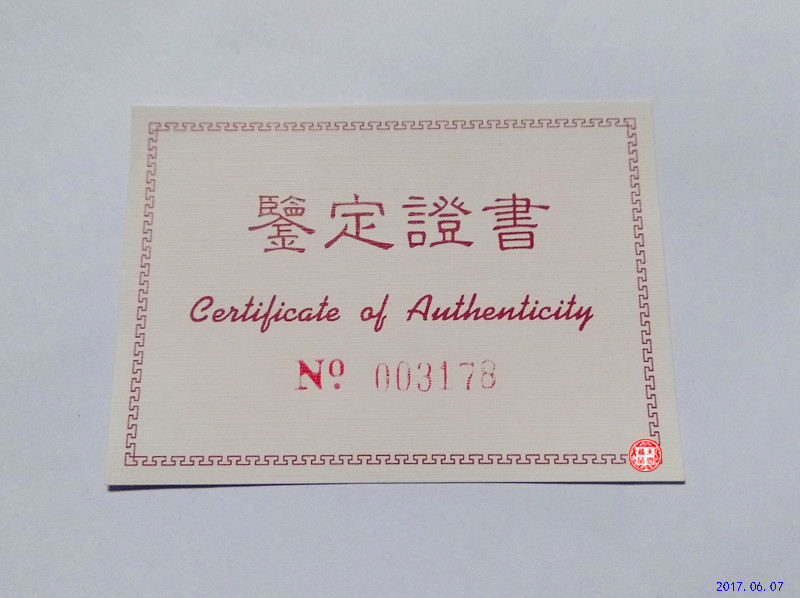 鑒定證書
Certificate of Authenticity
Nº 003178
2017.06.07